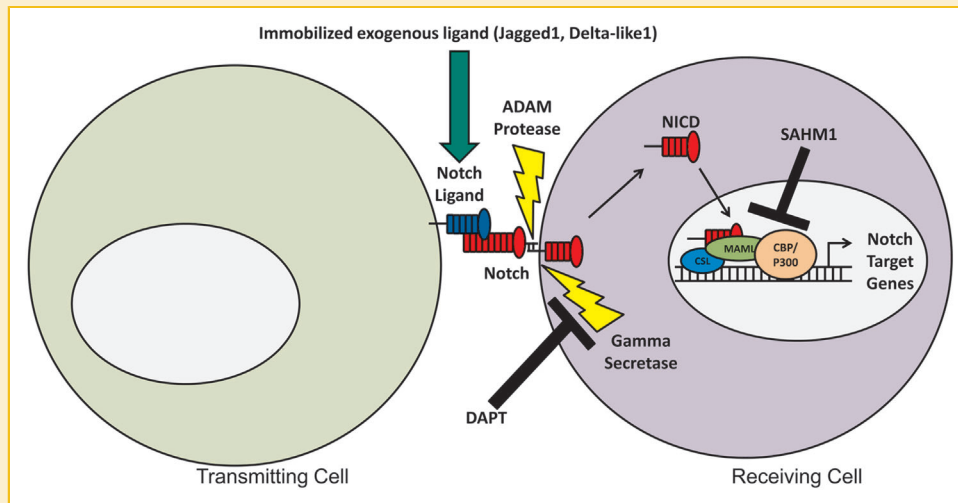 Immobilized exogenous ligand (Jagged1, Delta-like1)
ADAM
Protease
Notch
Ligand
Notch
NICD
SAHM1
CSL
MAML
CBP/
P300
Notch
Target
Genes
Gamma
Secretase
DAPT
Transmitting Cell
Receiving Cell